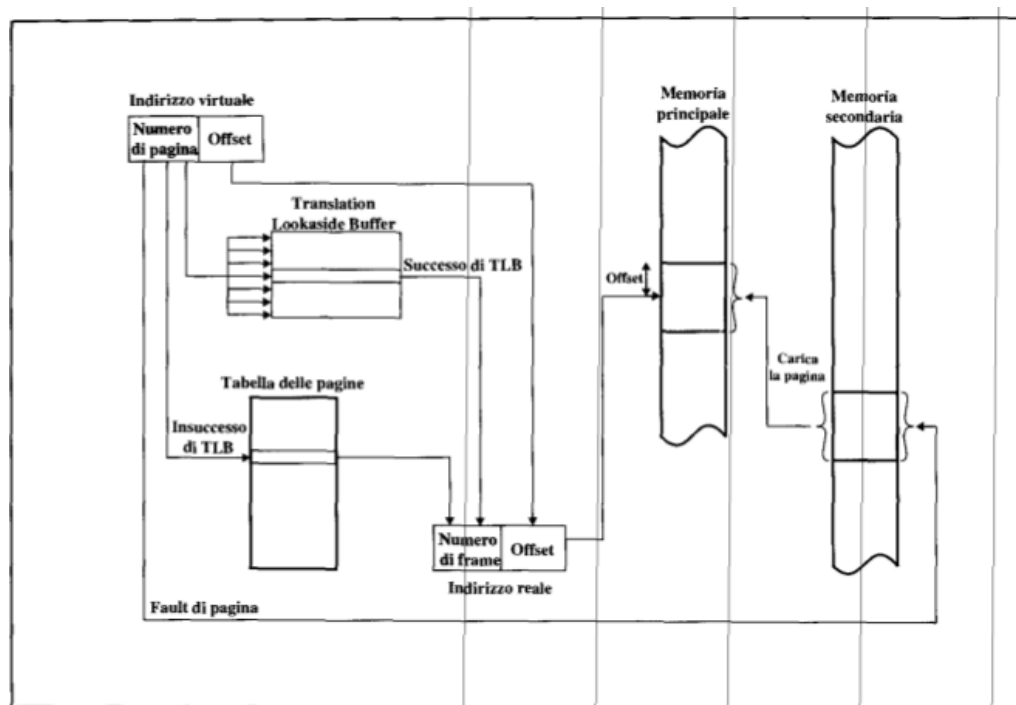 Indirizzo virtuale
Numero
di pagina
Offset
Translation
Lookaside Buffer
Successo di TLB
Tabella delle pagine
Insuccesso
di TLB
Numero
di frame
Offset
Indirizzo reale
Fault di pagina
Memoria
principale
Offset
Memoria
secondaria
Carica
la pagina